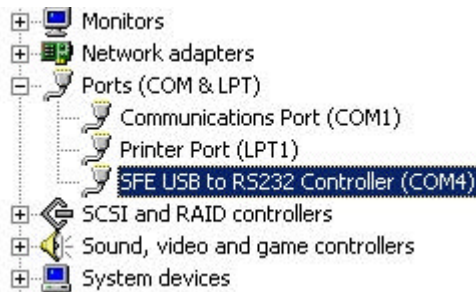 Monitors
Network adapters
Ports (COM & LPT)
Communications Port (COM1)
Printer Port (LPT1)
SFE USB to RS232 Controller (COM4)
SCSI and RAID controllers
Sound, video and game controllers
System devices